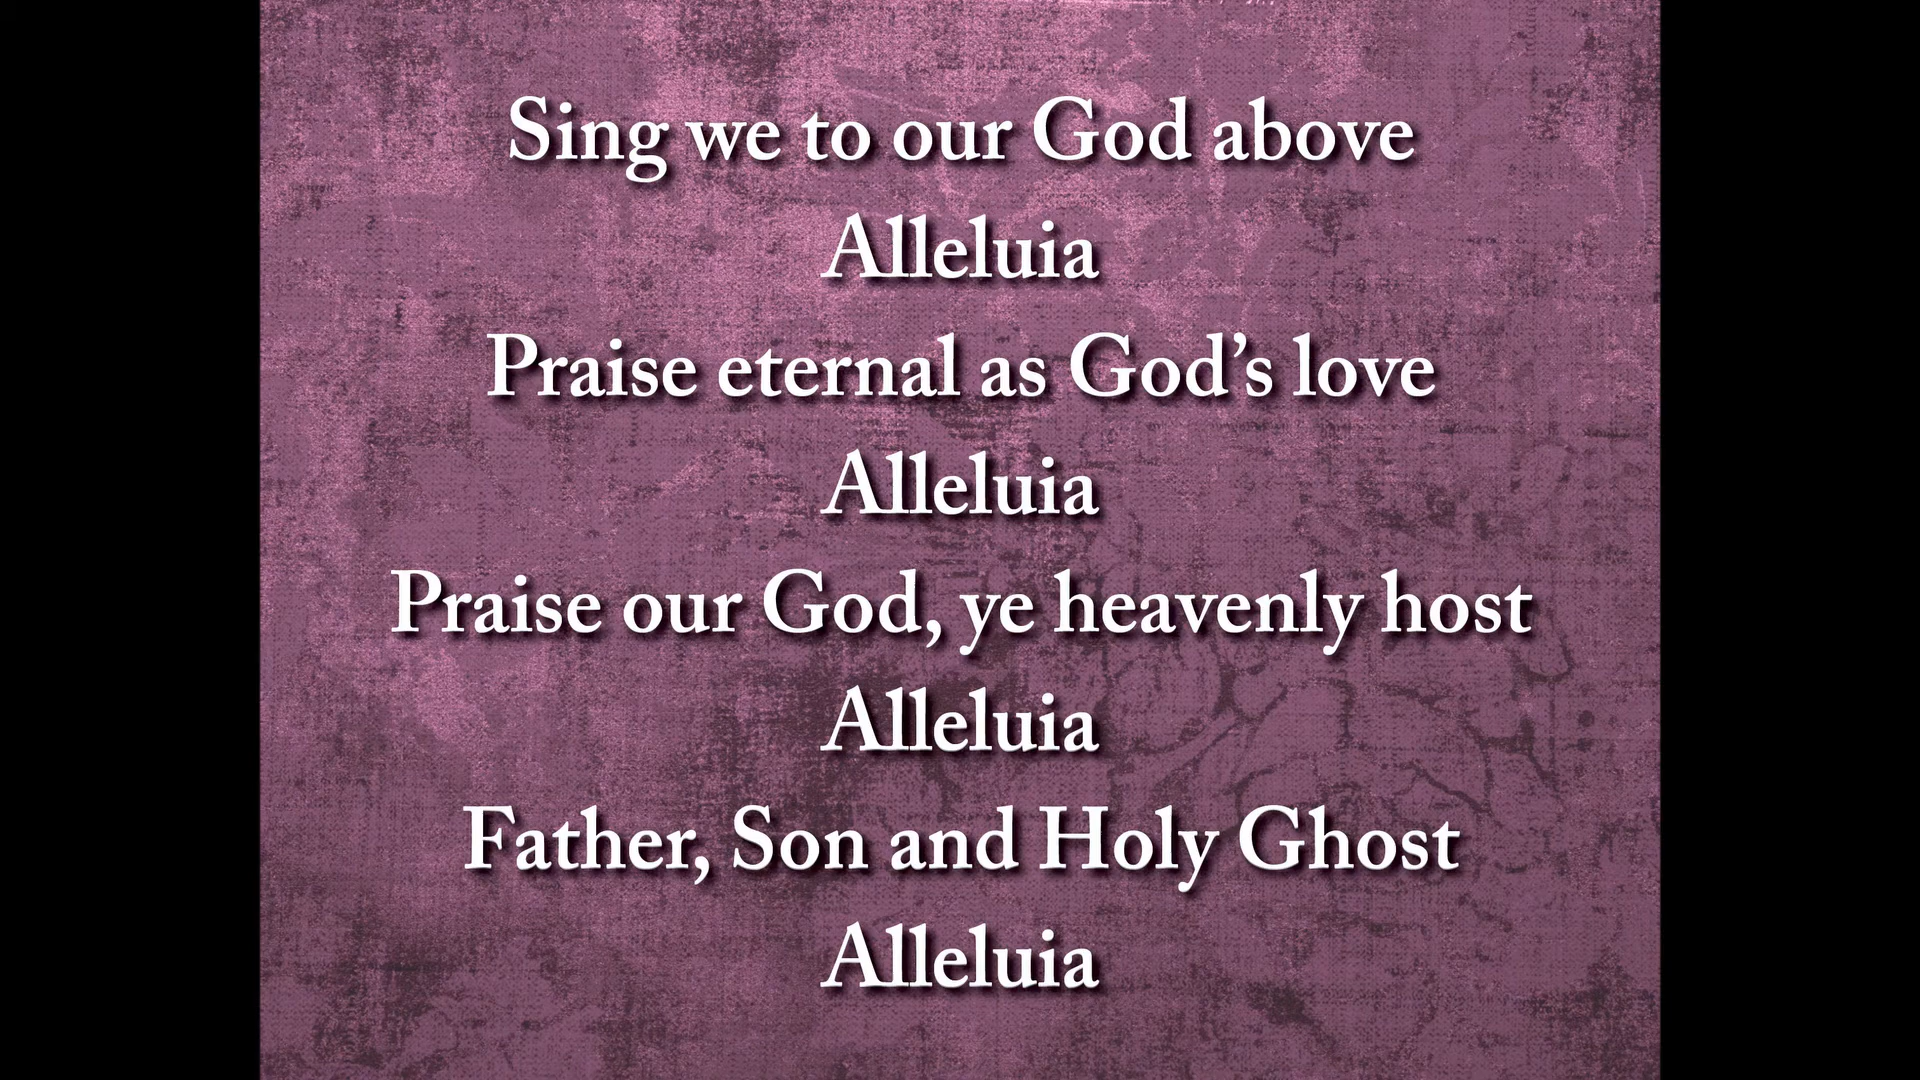 Sing we to our God above
Alleluia
Praise eternal as God’s love
Alleluia
Praise our God, ye heavenly host
Alleluia
Father, Son and Holy Ghost
Alleluia